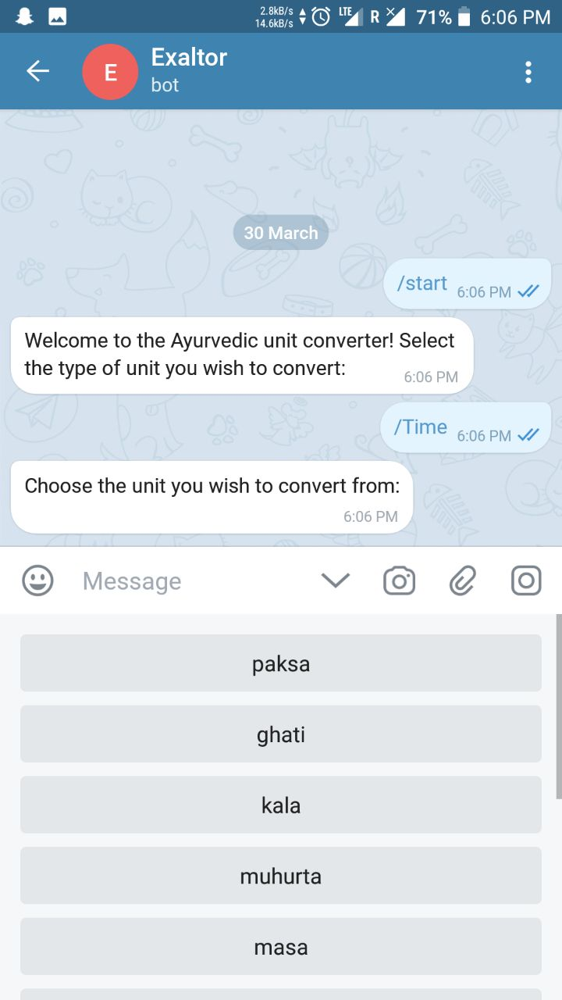 2.8kB/s
14.6kB/s
LTE
R
71%
6:06 PM
E
Exaltor
bot
30 March
/start 6:06 PM
Welcome to the Ayurvedic unit converter! Select
the type of unit you wish to convert:
6:06 PM
/Time 6:06 PM
Choose the unit you wish to convert from:
6:06 PM
Message
paksa
ghati
kala
muhurta
masa